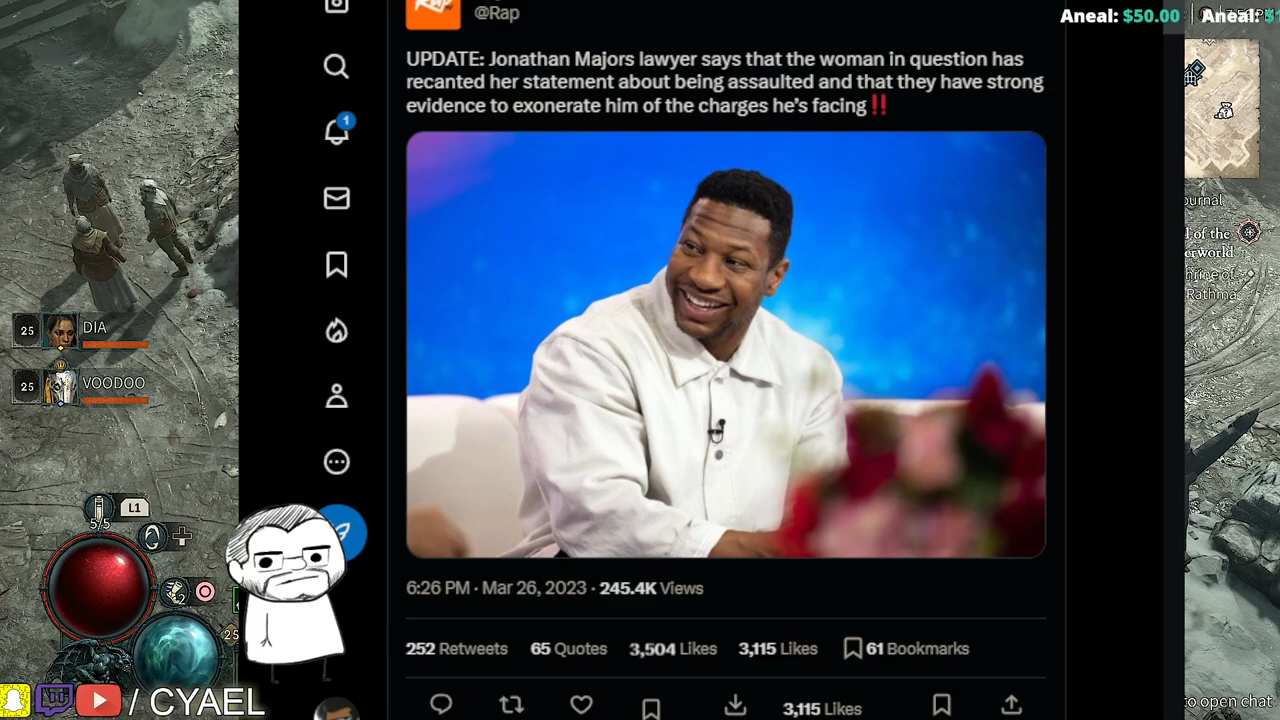 @Rap
Aneal: $50.00
Aneal: $1
UPDATE: Jonathan Majors lawyer says that the woman in question has
recanted her statement about being assaulted and that they have strong
evidence to exonerate him of the charges he's facing‼️
1
ournal
l of the
erworld
Rathma
25 DIA
25 VOODOO
L1
5/5
2
25
6:26 PM · Mar 26, 2023 · 245.4K Views
252 Retweets 65 Quotes 3,504 Likes 3,115 Likes 61 Bookmarks
3,115 Likes
/ CYAEL
to open chat